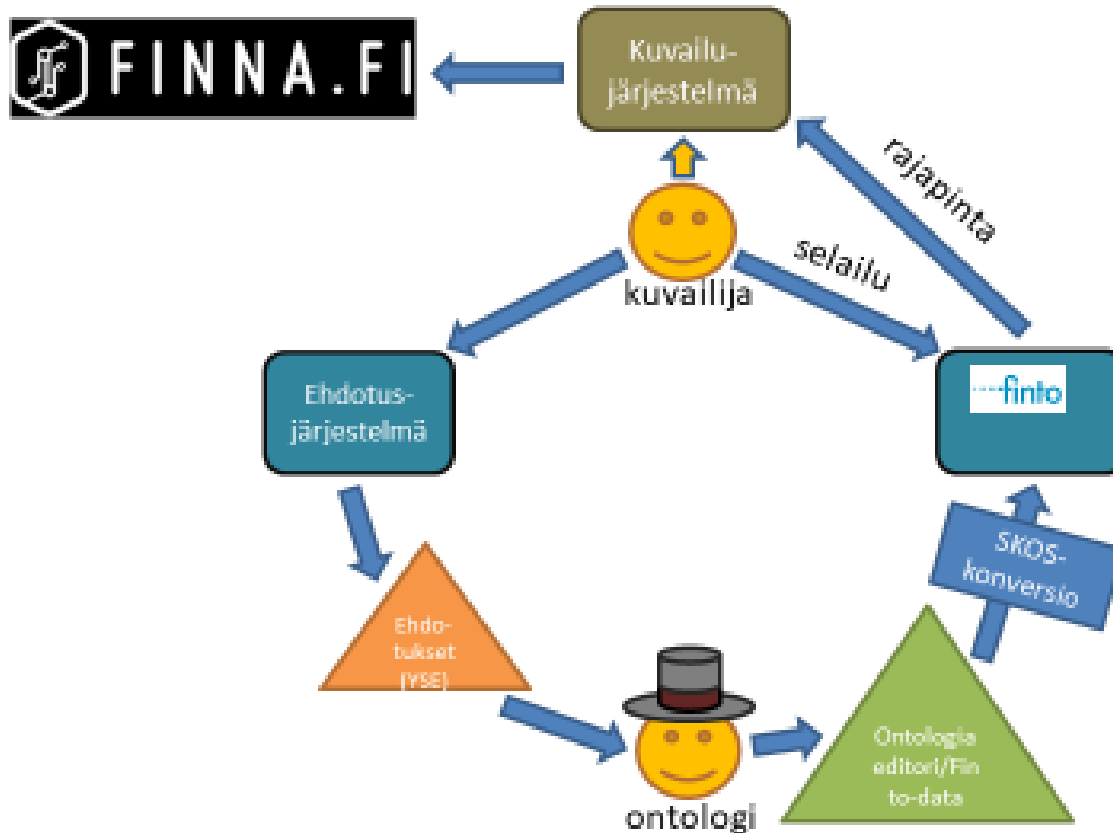 FINNA.FI
Kuvailu-
järjestelmä
rajapinta
selailu
kuvailija
Ehdotus-
järjestelmä
finto
SKOS-
konversio
Ehdo-
tukset
(YSE)
Ontologia
editori/Fin
to-data
ontologi